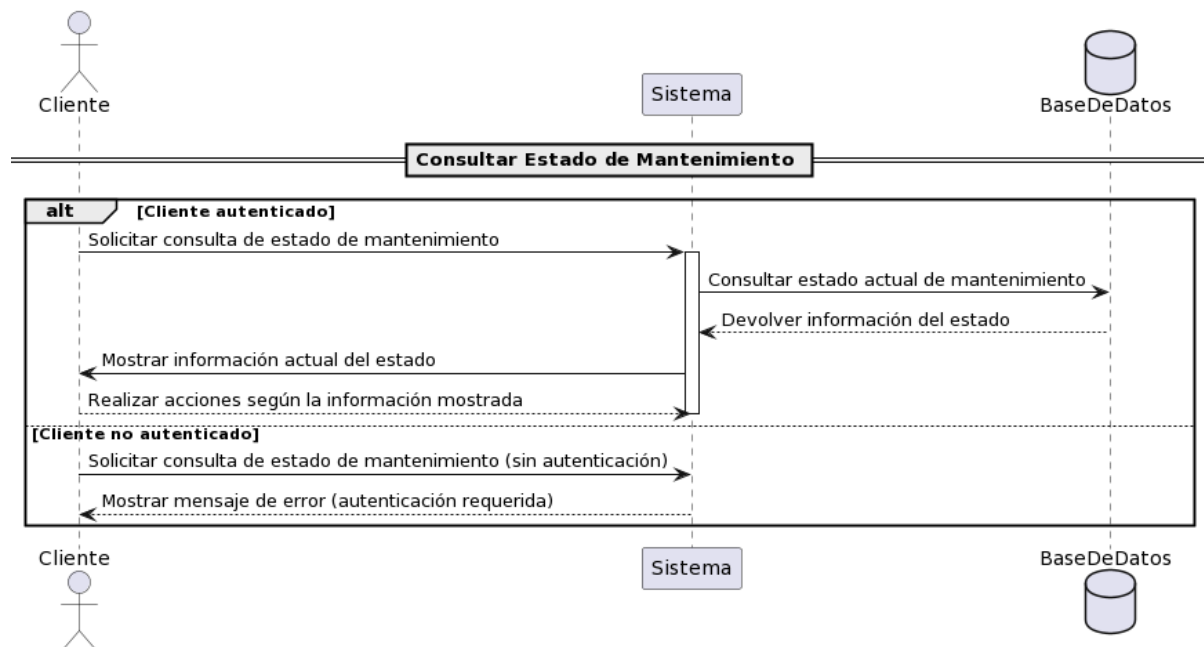 Cliente
Sistema
BaseDeDatos
Consultar Estado de Mantenimiento
alt
[Cliente autenticado]
Solicitar consulta de estado de mantenimiento
Consultar estado actual de mantenimiento
Devolver información del estado
Mostrar información actual del estado
Realizar acciones según la información mostrada
[Cliente no autenticado]
Solicitar consulta de estado de mantenimiento (sin autenticación)
Mostrar mensaje de error (autenticación requerida)
Cliente
Sistema
BaseDeDatos